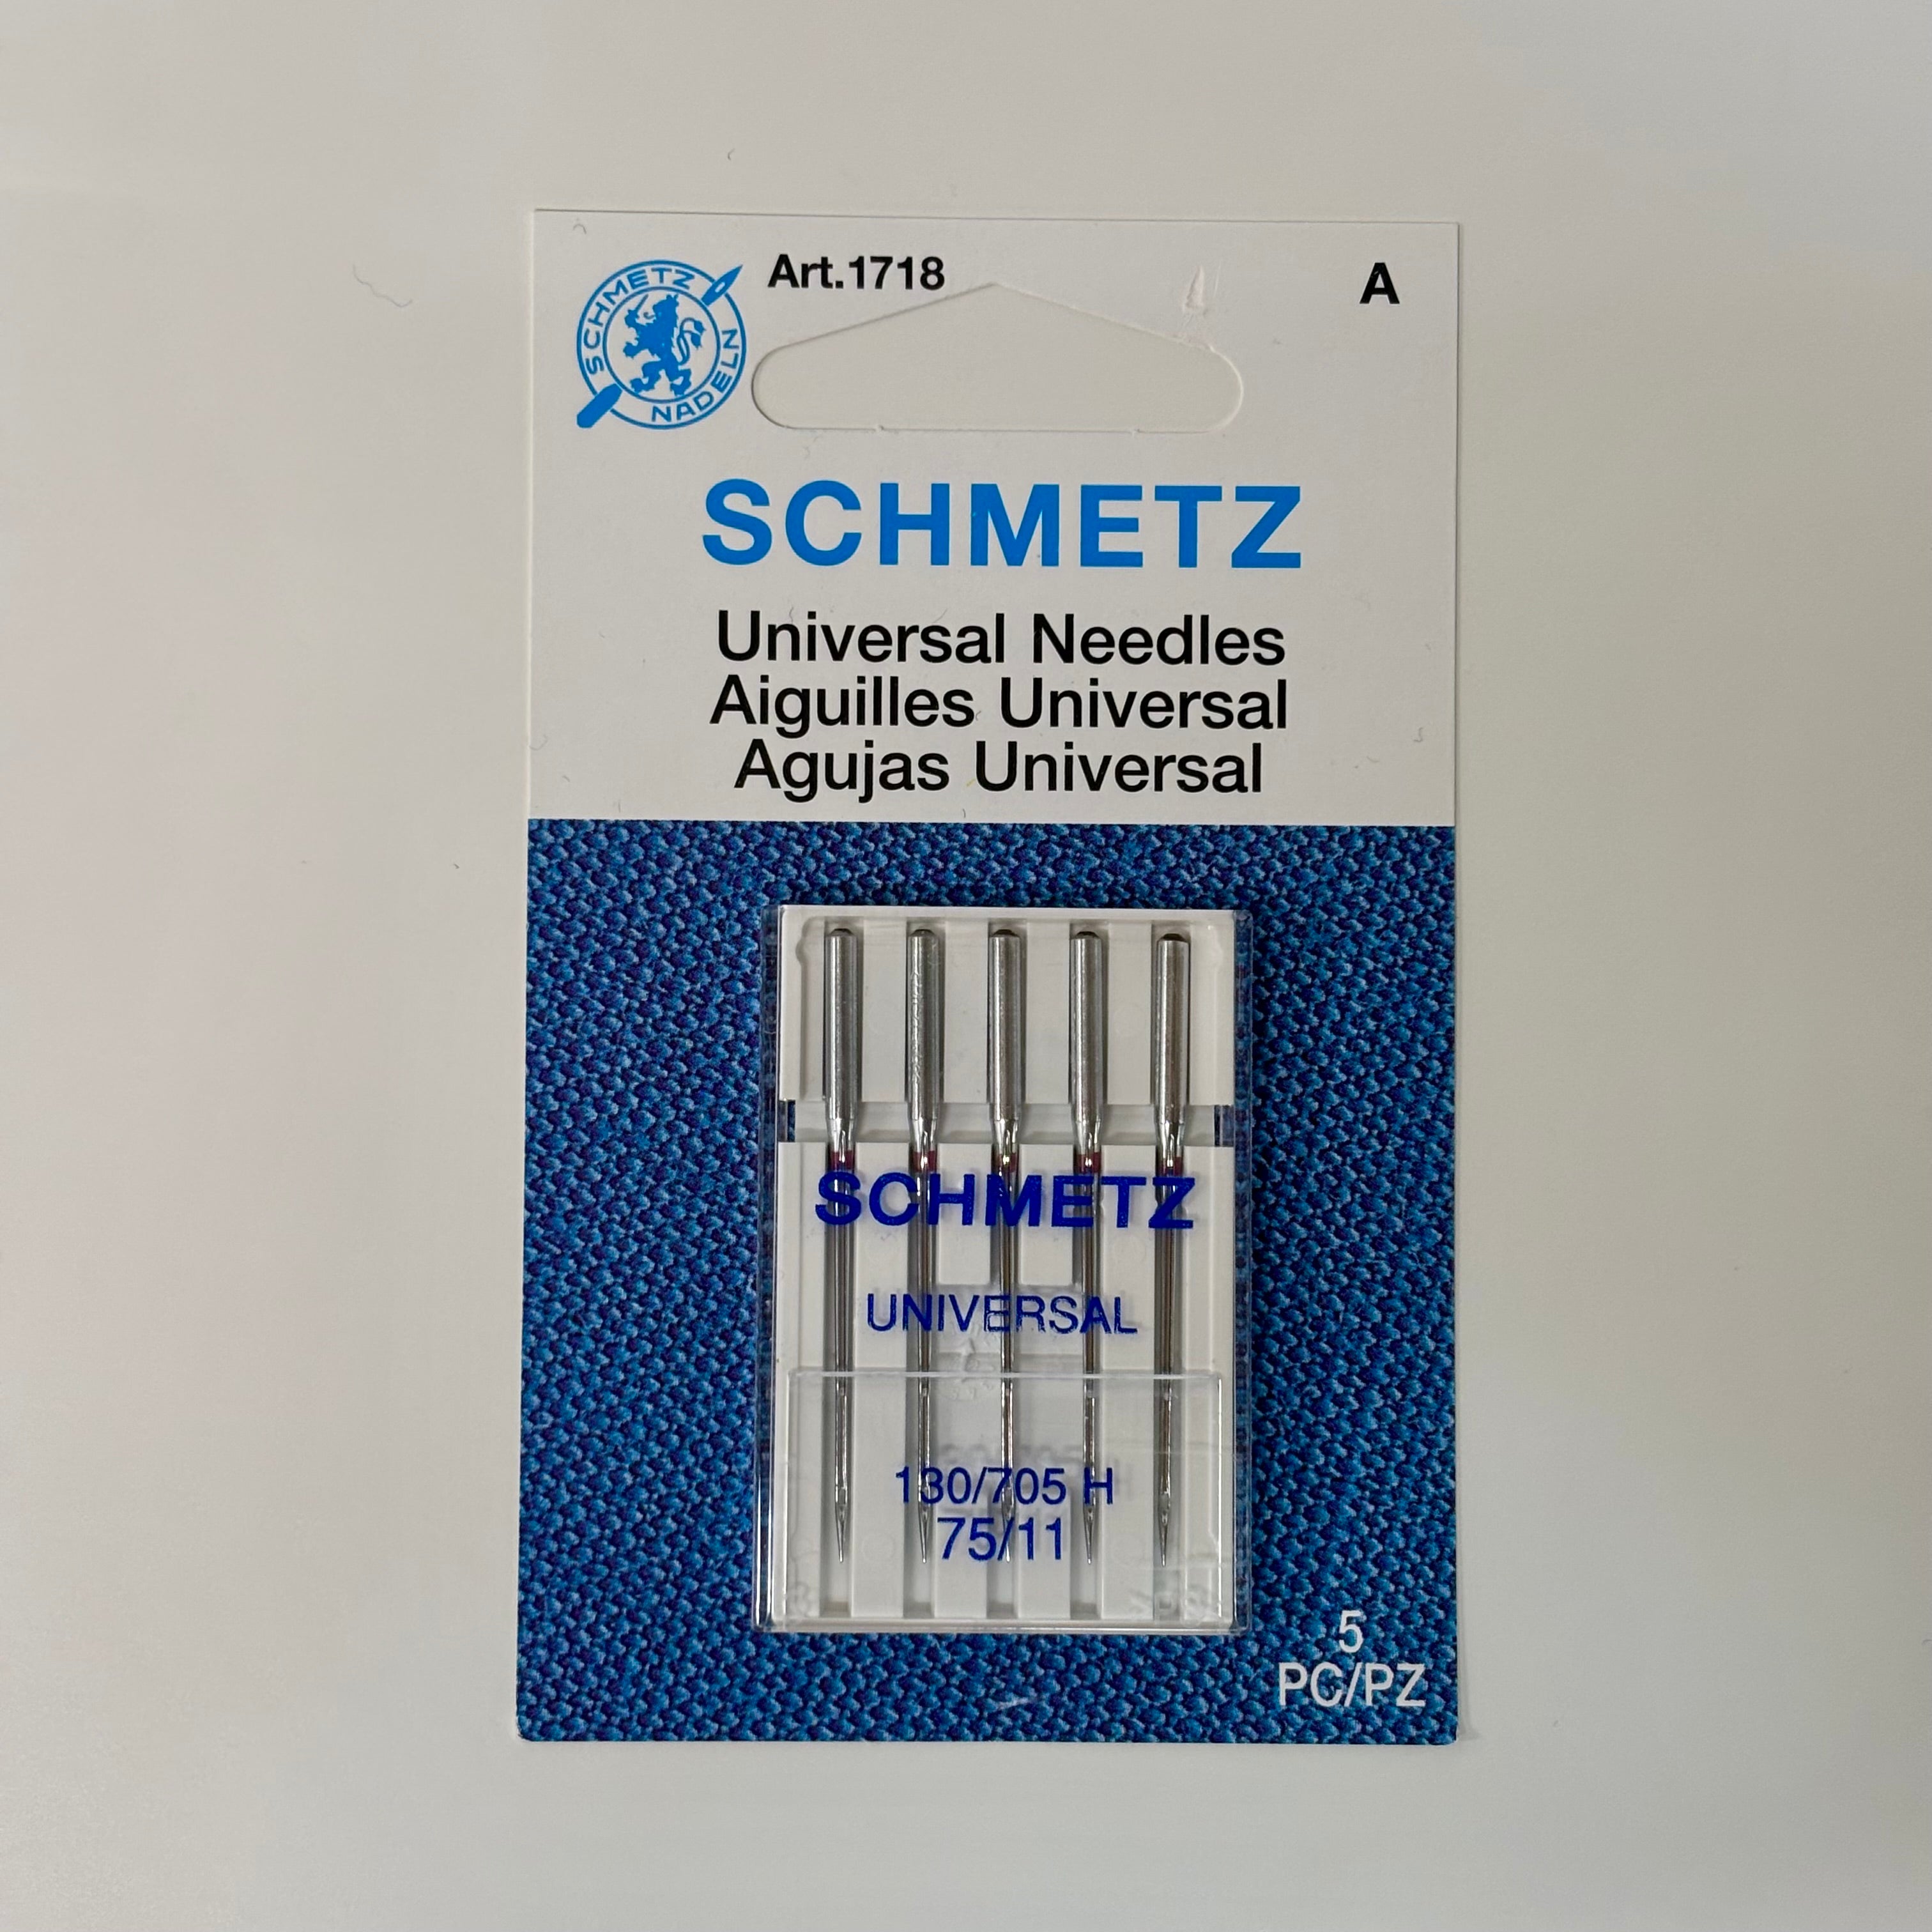 Art.1718
A
SCHMETZ
NADELN
SCHMETZ
Universal Needles
Aiguilles Universal
Agujas Universal
SCHMETZ
UNIVERSAL
130/705 H
75/11
5
PC/PZ